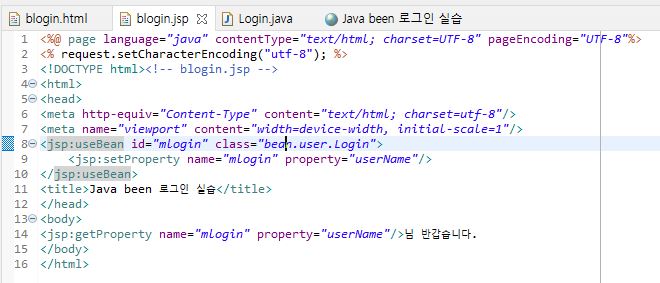 blogin.html blogin.jsp Login.java Java been 로그인 실습
1 <%@ page language="java" contentType="text/html; charset=UTF-8" pageEncoding="UTF-8"%>
2 <% request.setCharacterEncoding("utf-8"); %>
3 <!DOCTYPE html><!-- blogin.jsp -->
4 <html>
5 <head>
6 <meta http-equiv="Content-Type" content="text/html; charset=utf-8"/>
7 <meta name="viewport" content="width=device-width, initial-scale=1"/>
8 <jsp:useBean id="mlogin" class="bean.user.Login">
9 <jsp:setProperty name="mlogin" property="userName"/>
10 </jsp:useBean>
11 <title>Java been 로그인 실습</title>
12 </head>
13 <body>
14 <jsp:getProperty name="mlogin" property="userName"/>님 반갑습니다.
15 </body>
16 </html>